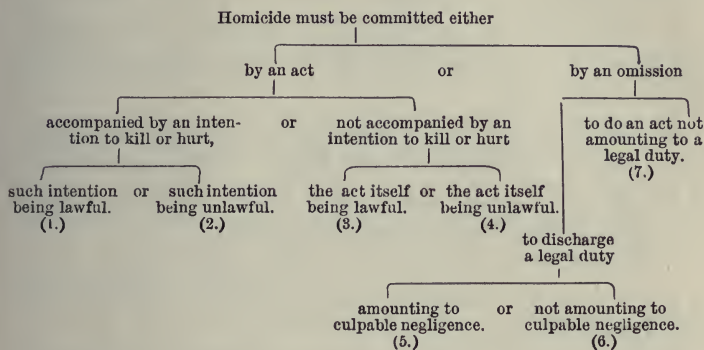 Homicide must be committed either
by an act or by an omission
accompanied by an inten- or not accompanied by an to do an act not
tion to kill or hurt, intention to kill or hurt amounting to a
legal duty.
(7.)
such intention or such intention the act itself or the act itself
being lawful. being unlawful. being lawful. being unlawful.
(1.) (2.) (3.) (4.)
to discharge
a legal duty
amounting to or not amounting to
culpable negligence. culpable negligence.
(5.) (6.)